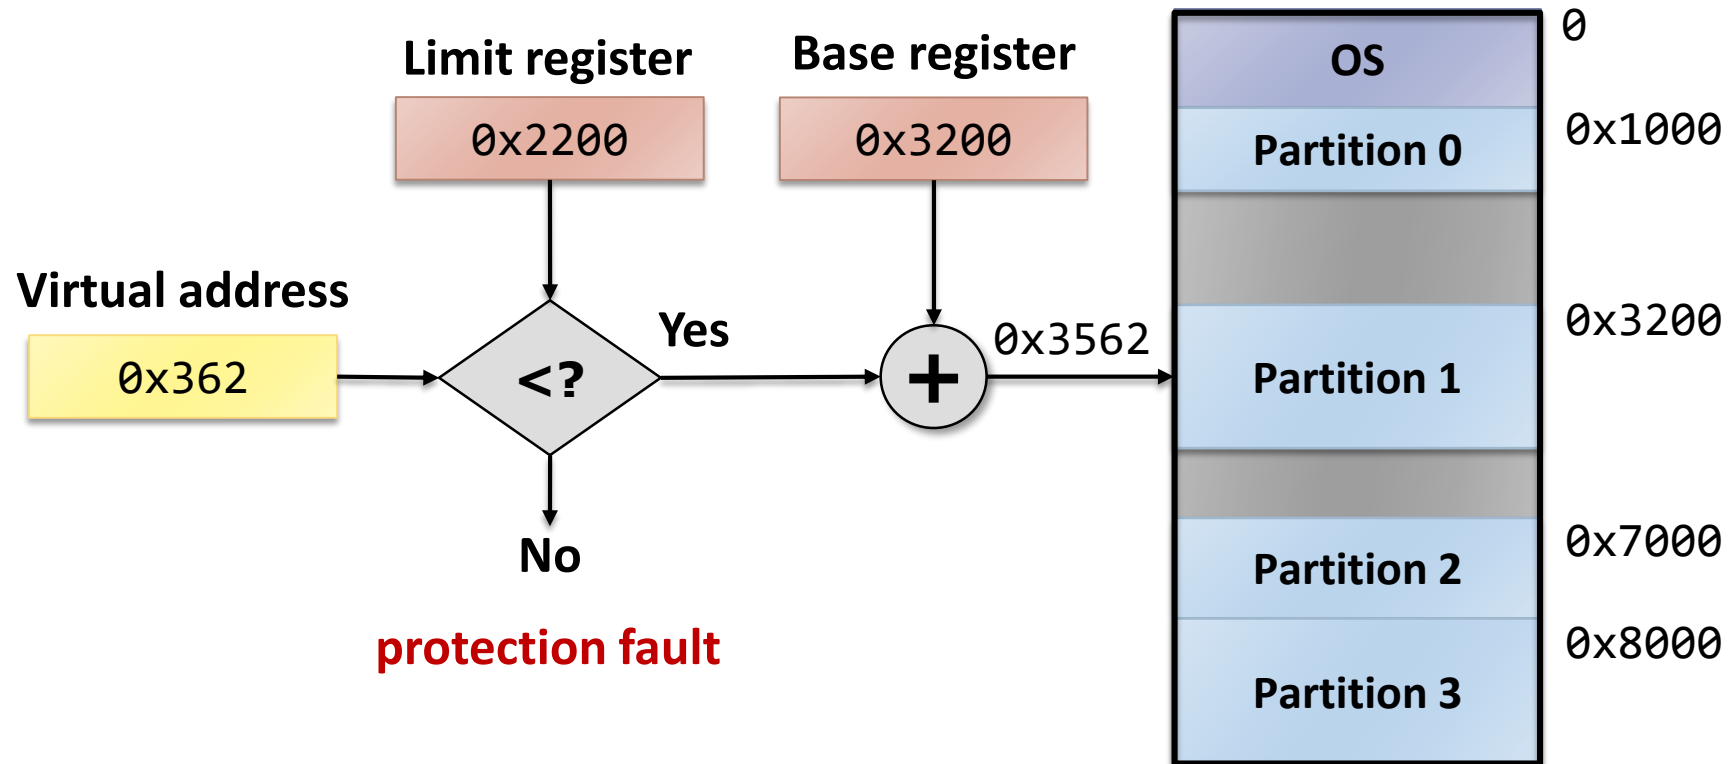 Limit register
0x2200
Base register
0x3200
Virtual address
0x362
<?
Yes
No
protection fault
+
0x3562
OS
Partition 0
Partition 1
Partition 2
Partition 3
0
0x1000
0x3200
0x7000
0x8000